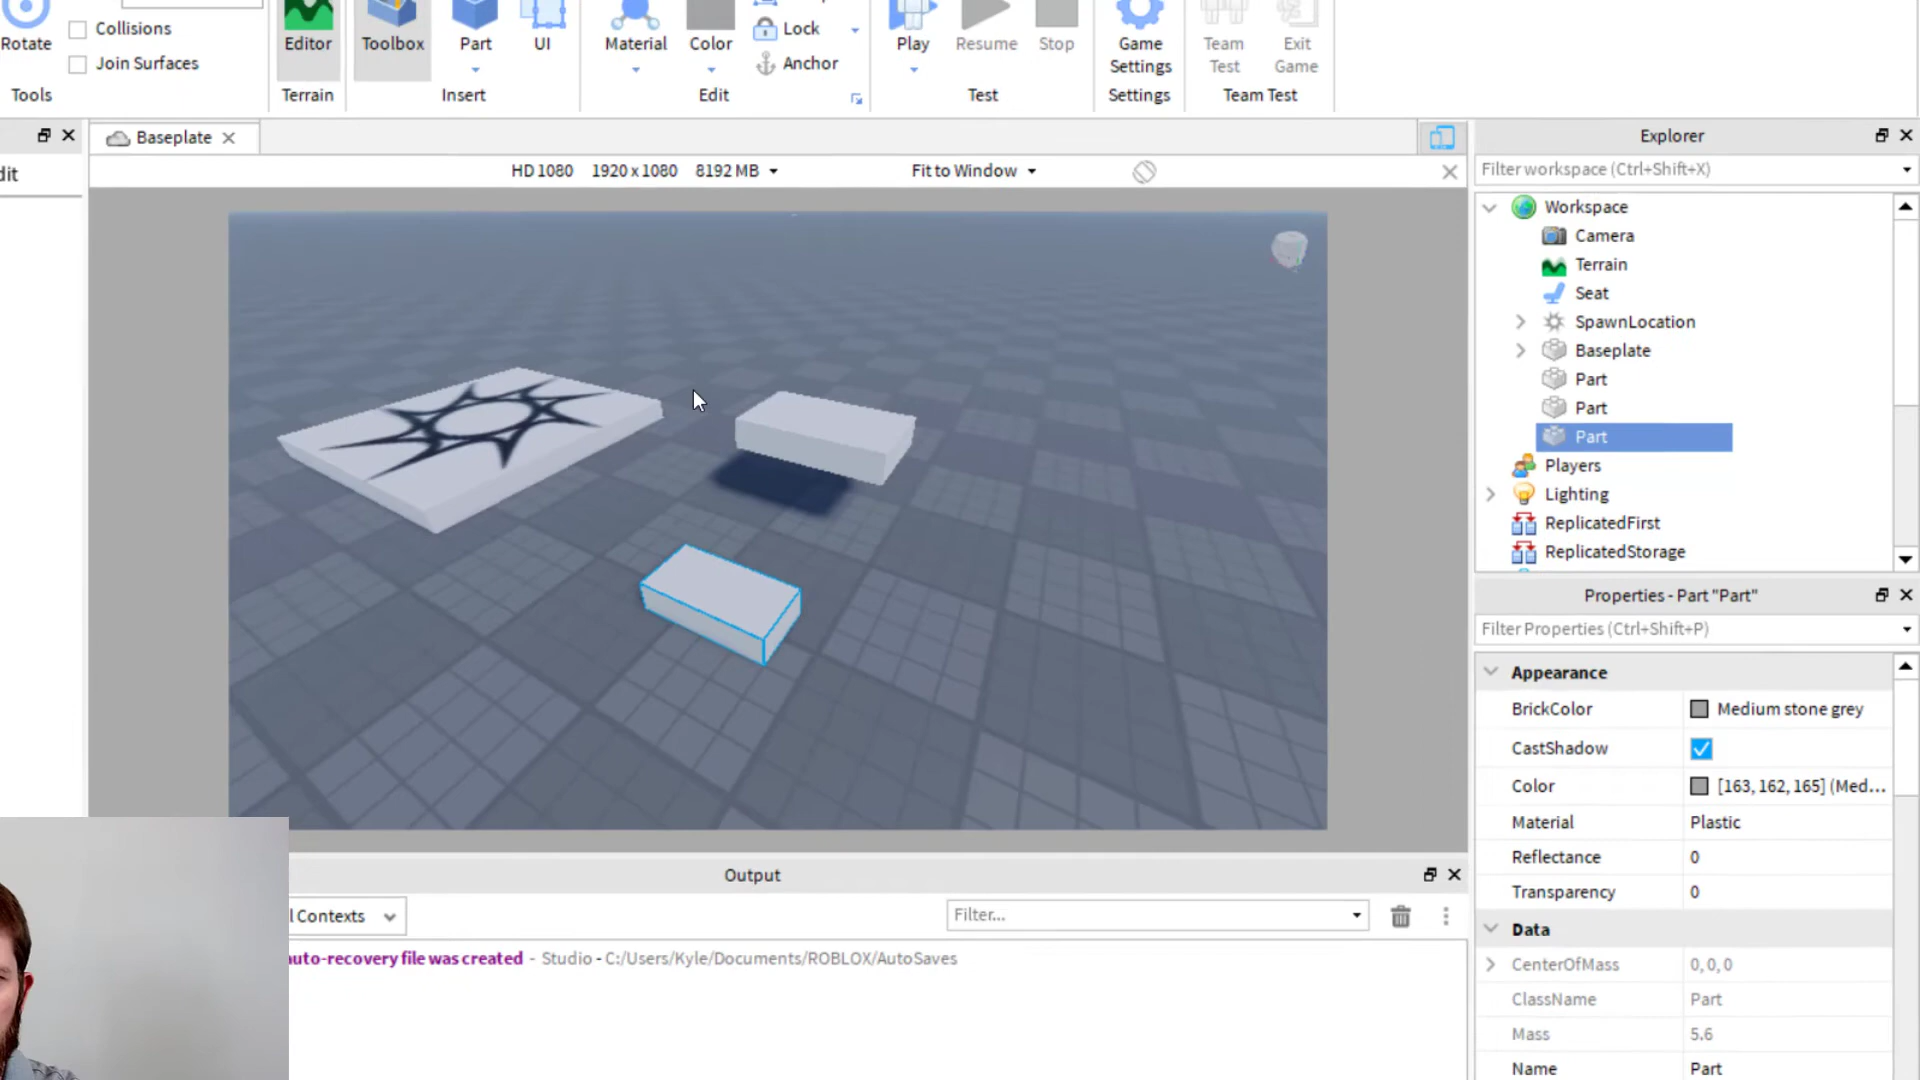 Rotate
Collisions
Join Surfaces
Tools
Editor
Terrain
Toolbox
Part
UI
Insert
Material
Color
Lock
Anchor
Edit
Play
Resume
Stop
Test
Game
Settings
Settings
Team
Test
Exit
Game
Team Test
dit
Baseplate
HD 1080 1920 x 1080 8192 MB
Fit to Window
Explorer
Filter workspace (Ctrl+Shift+X)
Workspace
Camera
Terrain
Seat
SpawnLocation
Baseplate
Part
Part
Part
Players
Lighting
ReplicatedFirst
ReplicatedStorage
Properties - Part "Part"
Filter Properties (Ctrl+Shift+P)
Appearance
BrickColor Medium stone grey
CastShadow
Color [163, 162, 165] (Med...
Material Plastic
Reflectance 0
Transparency 0
Data
CenterOfMass 0, 0, 0
ClassName Part
Mass 5.6
Name Part
Output
l Contexts
Filter...
uto-recovery file was created - Studio - C:/Users/Kyle/Documents/ROBLOX/AutoSaves